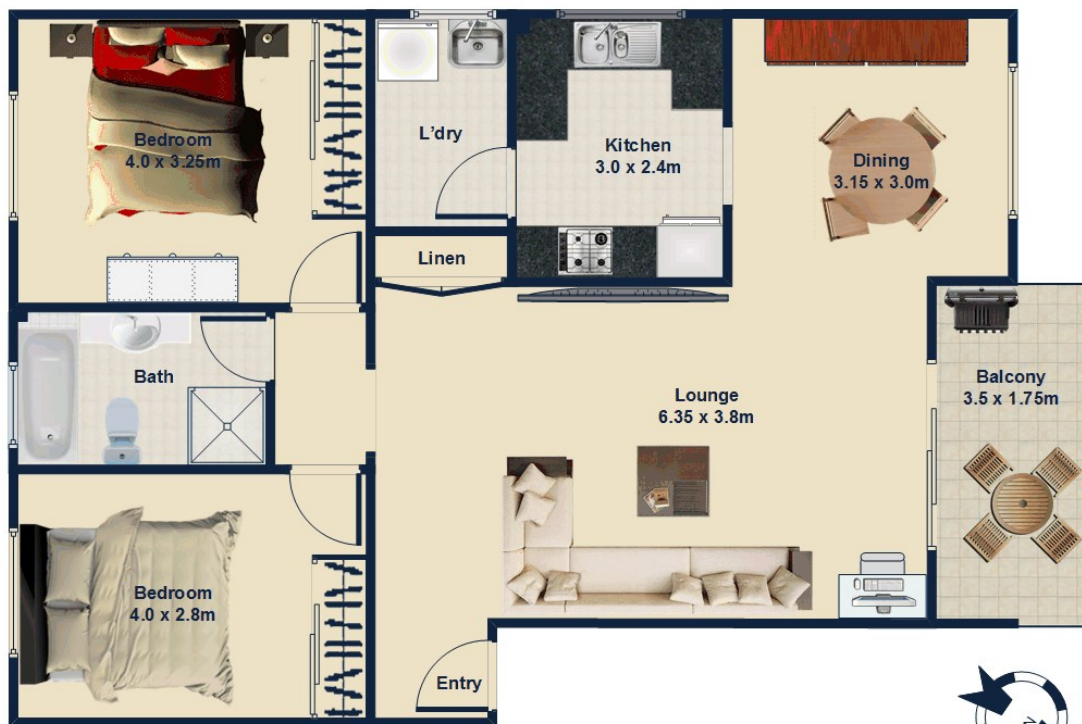 Bedroom
4.0 x 3.25m
L'dry
Kitchen
3.0 x 2.4m
Dining
3.15 x 3.0m
Linen
Bath
Lounge
6.35 x 3.8m
Balcony
3.5 x 1.75m
Bedroom
4.0 x 2.8m
Entry